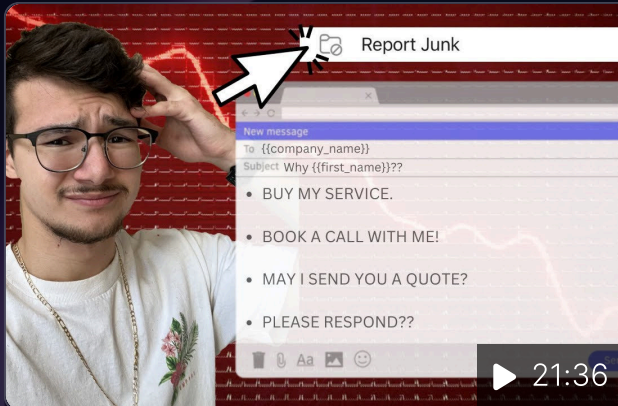 Report Junk
New message
To {{company_name}}
Subject Why {{first_name}}??
• BUY MY SERVICE.
• BOOK A CALL WITH ME!
• MAY I SEND YOU A QUOTE?
• PLEASE RESPOND??
Aa
21:36